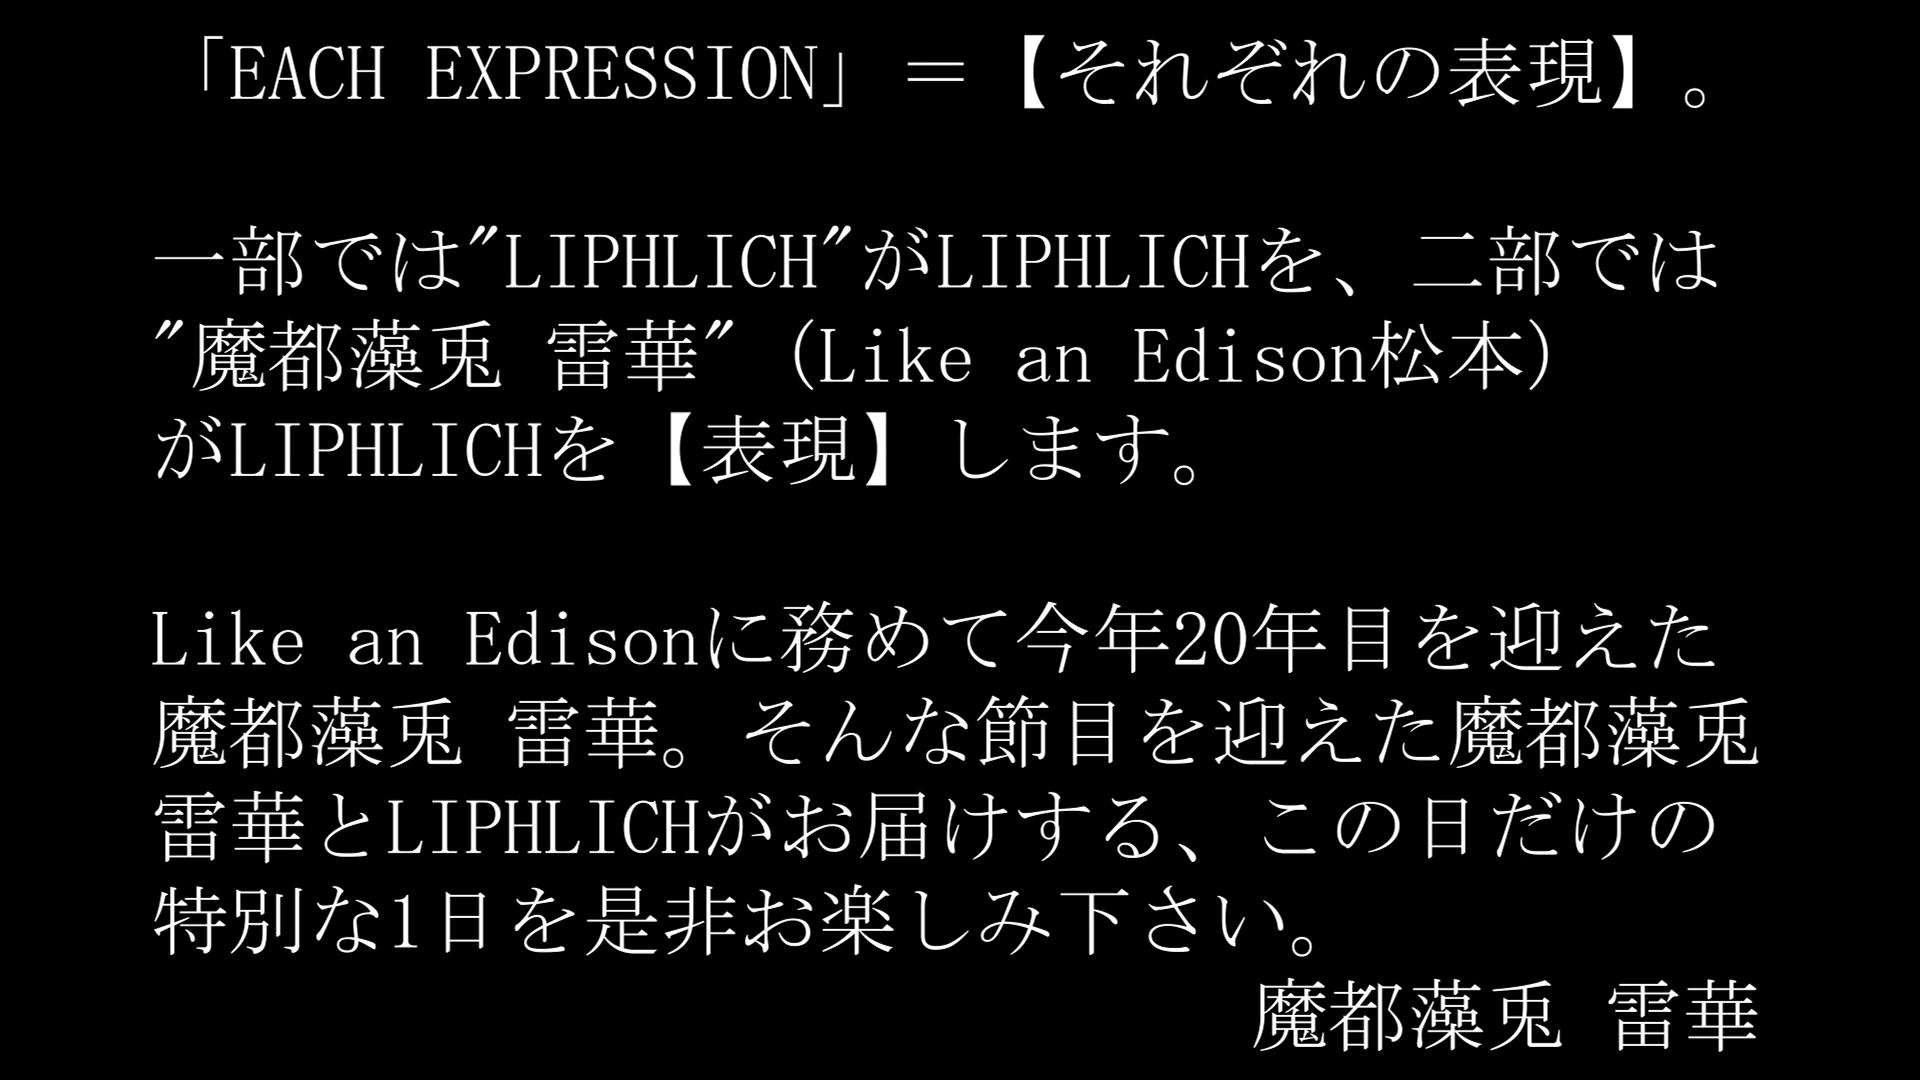 「EACH EXPRESSION」＝【それぞれの表現】。
一部では"LIPHLICH"がLIPHLICHを、二部では
"魔都藻兎 雷華"（Like an Edison松本）
がLIPHLICHを【表現】します。
Like an Edisonに務めて今年20年目を迎えた
魔都藻兎 雷華。そんな節目を迎えた魔都藻兎
雷華とLIPHLICHがお届けする、この日だけの
特別な1日を是非お楽しみ下さい。
魔都藻兎 雷華